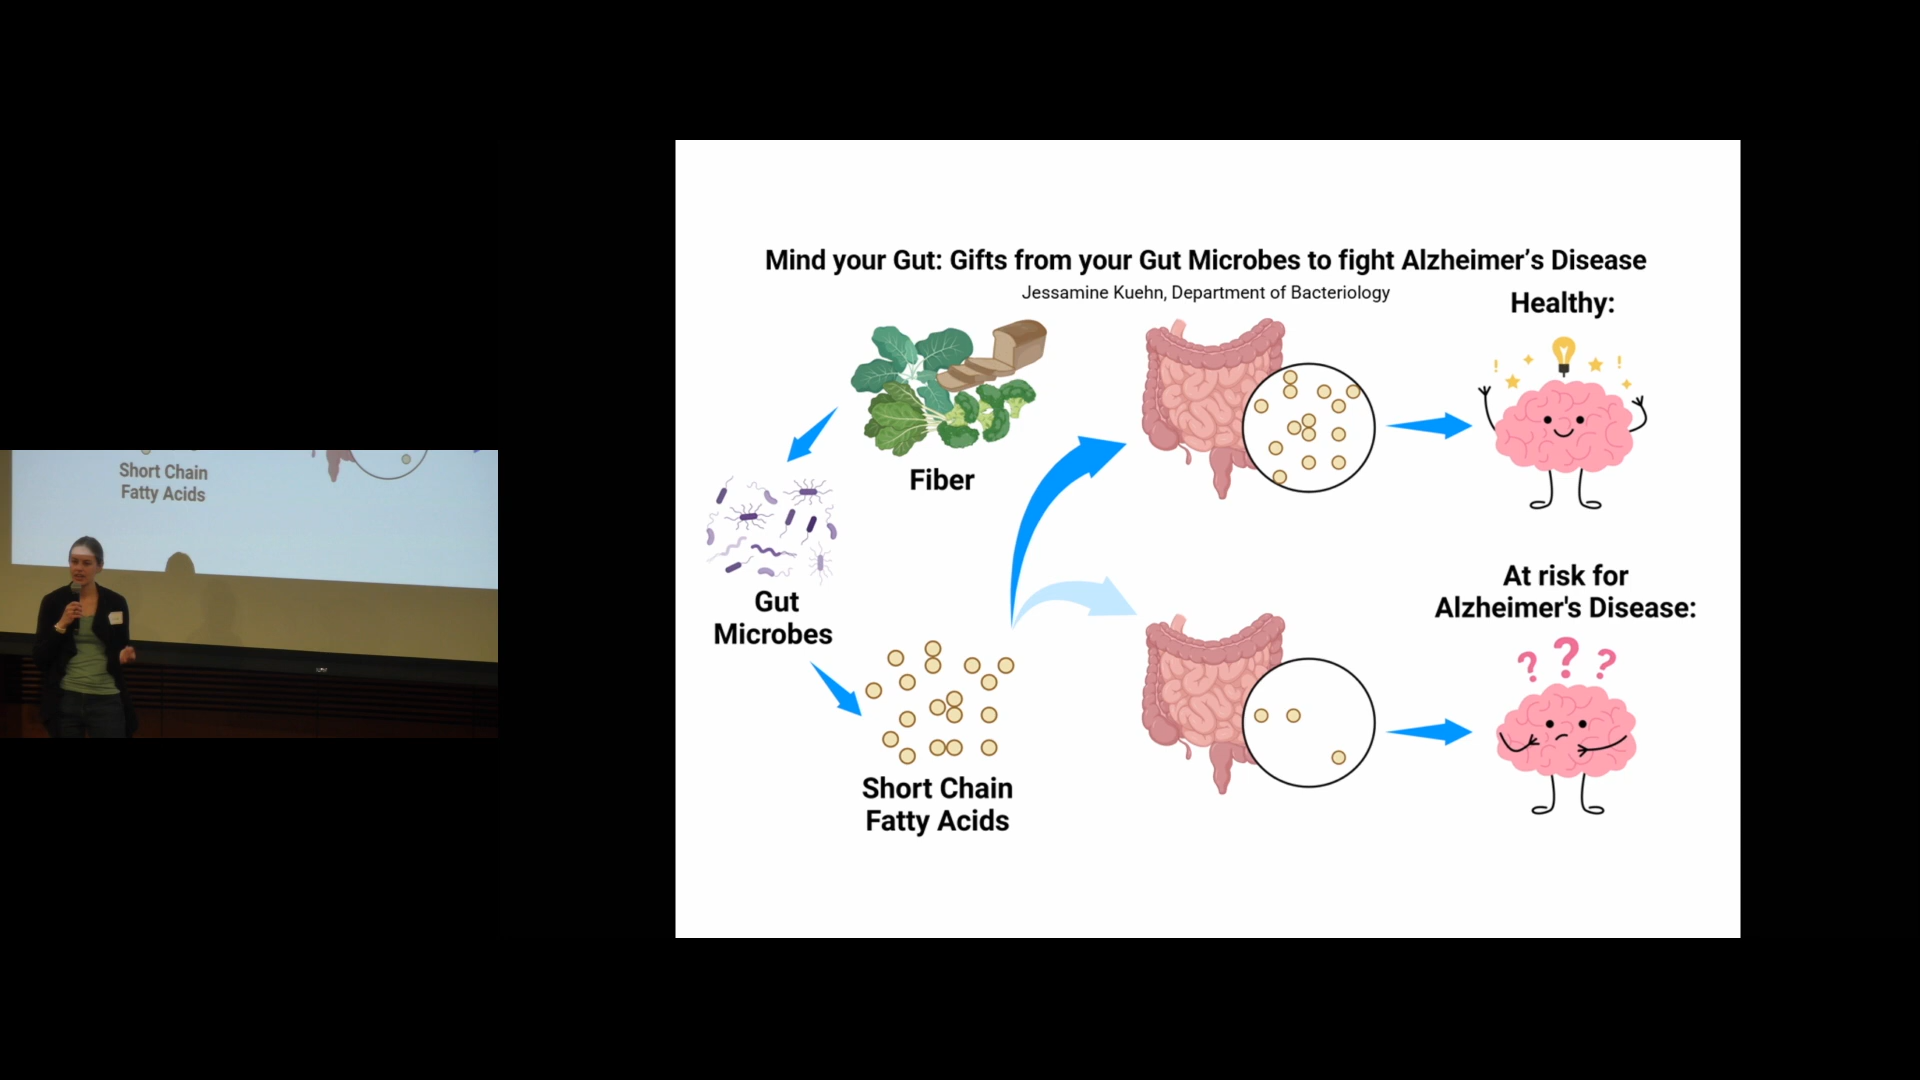 Mind your Gut: Gifts from your Gut Microbes to fight Alzheimer's Disease
Jessamine Kuehn, Department of Bacteriology
Healthy:
Fiber
Gut
Microbes
Short Chain
Fatty Acids
At risk for
Alzheimer's Disease:
? ? ?
Short Chain
Fatty Acids